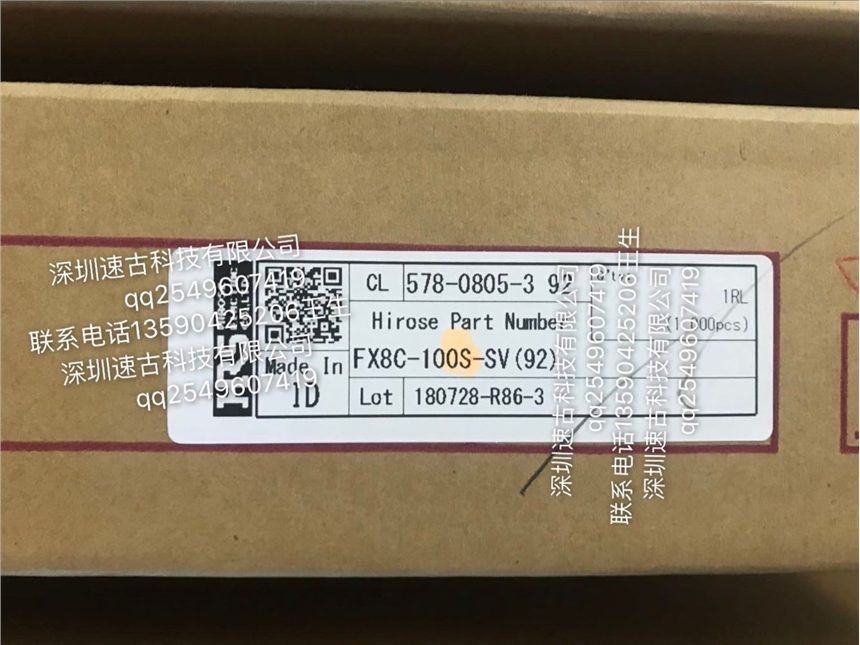 CL 578-0805-3 92
1RL
Hirose Part Number
FX8C-100S-SV(92)
Made In
ID
Lot 180728-R86-3
深圳速古科技有限公司
qq2549607419
联系电话13590425206王生
深圳速古科技有限公司
qq2549607419
深圳速古科技有限公司
qq2549607419
联系电话13590425206王生
深圳速古科技有限公司
qq2549607419